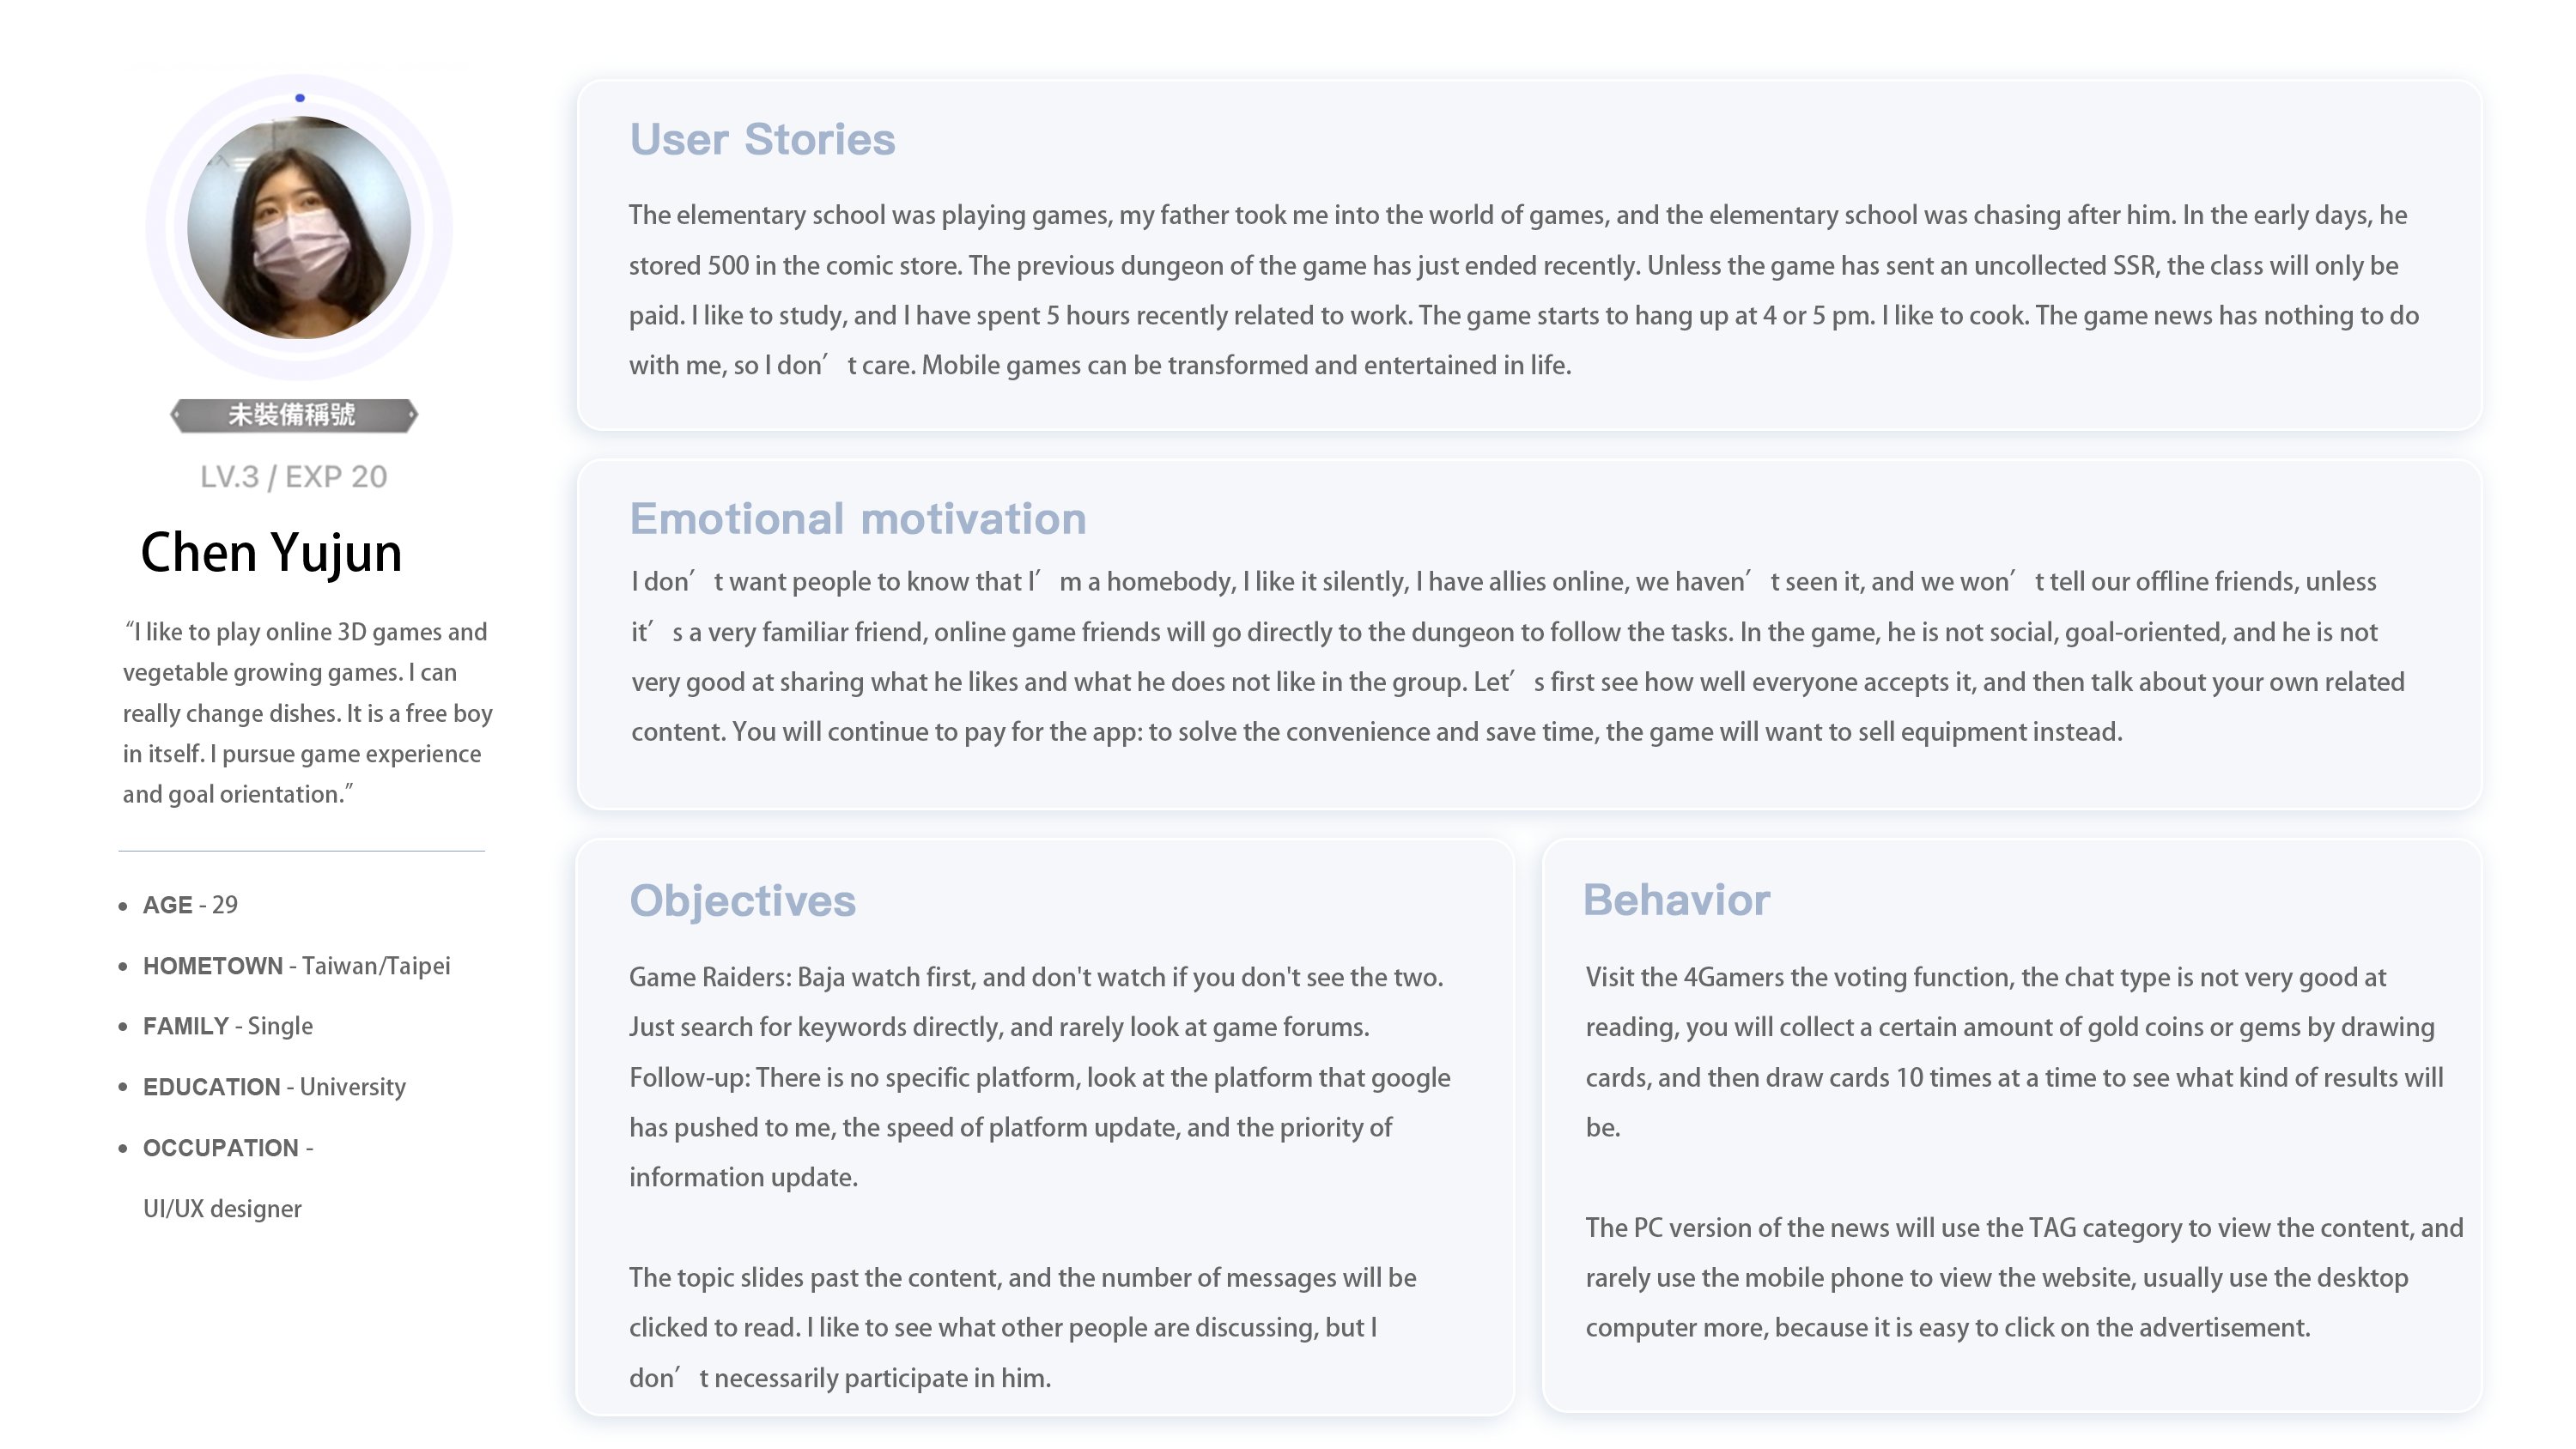 未裝備稱號
LV.3 / EXP 20
Chen Yujun
“I like to play online 3D games and
vegetable growing games. I can
really change dishes. It is a free boy
in itself. I pursue game experience
and goal orientation.”
• AGE - 29
• HOMETOWN - Taiwan/Taipei
• FAMILY - Single
• EDUCATION - University
• OCCUPATION -
UI/UX designer
User Stories
The elementary school was playing games, my father took me into the world of games, and the elementary school was chasing after him. In the early days, he
stored 500 in the comic store. The previous dungeon of the game has just ended recently. Unless the game has sent an uncollected SSR, the class will only be
paid. I like to study, and I have spent 5 hours recently related to work. The game starts to hang up at 4 or 5 pm. I like to cook. The game news has nothing to do
with me, so I don’t care. Mobile games can be transformed and entertained in life.
Emotional motivation
I don’t want people to know that I’m a homebody, I like it silently, I have allies online, we haven’t seen it, and we won’t tell our offline friends, unless
it’s a very familiar friend, online game friends will go directly to the dungeon to follow the tasks. In the game, he is not social, goal-oriented, and he is not
very good at sharing what he likes and what he does not like in the group. Let’s first see how well everyone accepts it, and then talk about your own related
content. You will continue to pay for the app: to solve the convenience and save time, the game will want to sell equipment instead.
Objectives
Game Raiders: Baja watch first, and don't watch if you don't see the two.
Just search for keywords directly, and rarely look at game forums.
Follow-up: There is no specific platform, look at the platform that google
has pushed to me, the speed of platform update, and the priority of
information update.
The topic slides past the content, and the number of messages will be
clicked to read. I like to see what other people are discussing, but I
don’t necessarily participate in him.
Behavior
Visit the 4Gamers the voting function, the chat type is not very good at
reading, you will collect a certain amount of gold coins or gems by drawing
cards, and then draw cards 10 times at a time to see what kind of results will
be.
The PC version of the news will use the TAG category to view the content, and
rarely use the mobile phone to view the website, usually use the desktop
computer more, because it is easy to click on the advertisement.